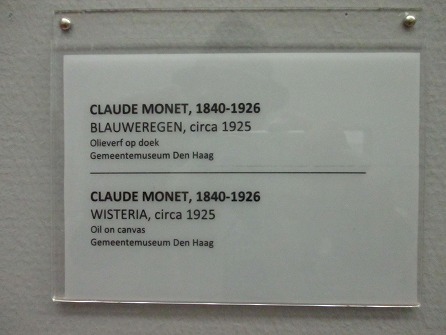 CLAUDE MONET, 1840-1926
BLAUWEREGEN, circa 1925
Olieverf op doek
Gemeentemuseum Den Haag
CLAUDE MONET, 1840-1926
WISTERIA, circa 1925
Oil on canvas
Gemeentemuseum Den Haag